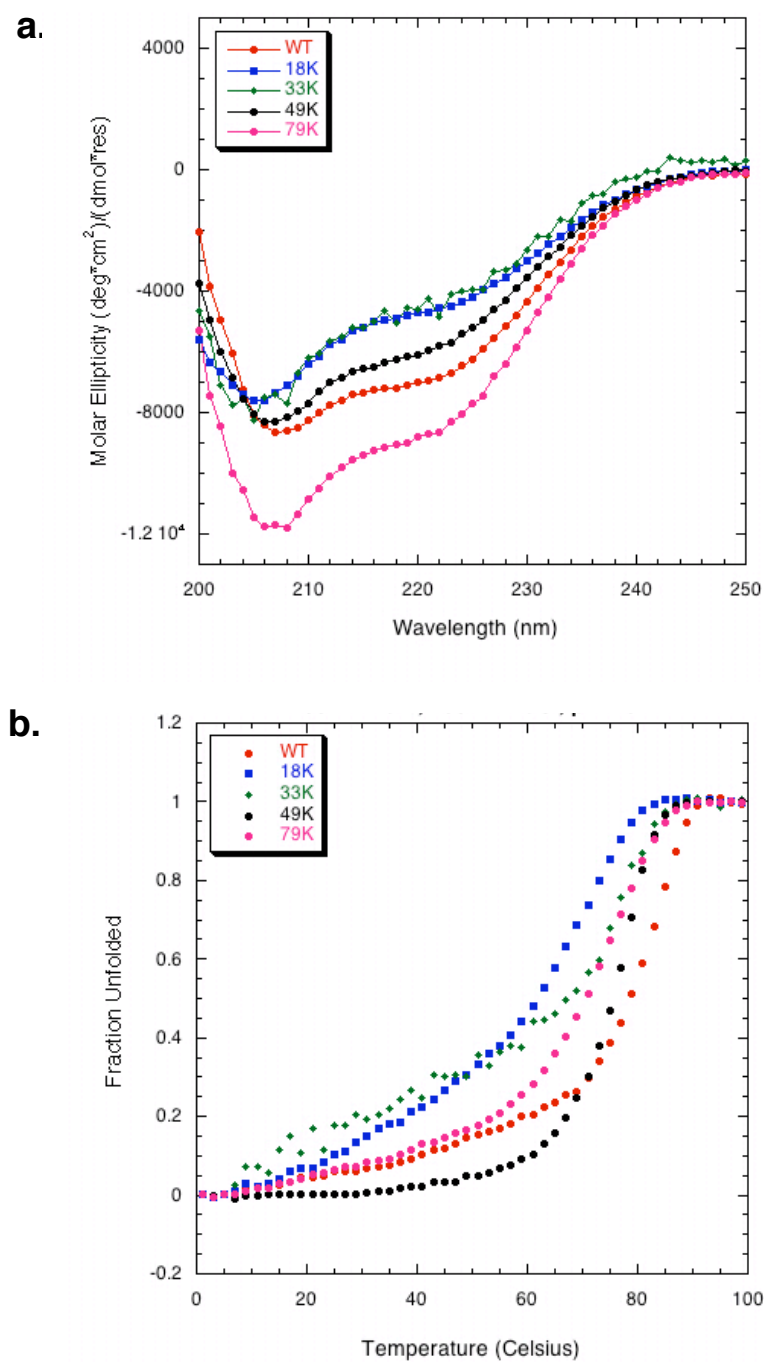 a.
WT
18K
33K
49K
79K
4000
0
-4000
-8000
-1.2 10⁴
Molar Ellipticity (deg*cm²)/(dmol*res)
200 210 220 230 240 250
Wavelength (nm)
b.
WT
18K
33K
49K
79K
1.2
1
0.8
0.6
0.4
0.2
0
-0.2
Fraction Unfolded
0 20 40 60 80 100
Temperature (Celsius)